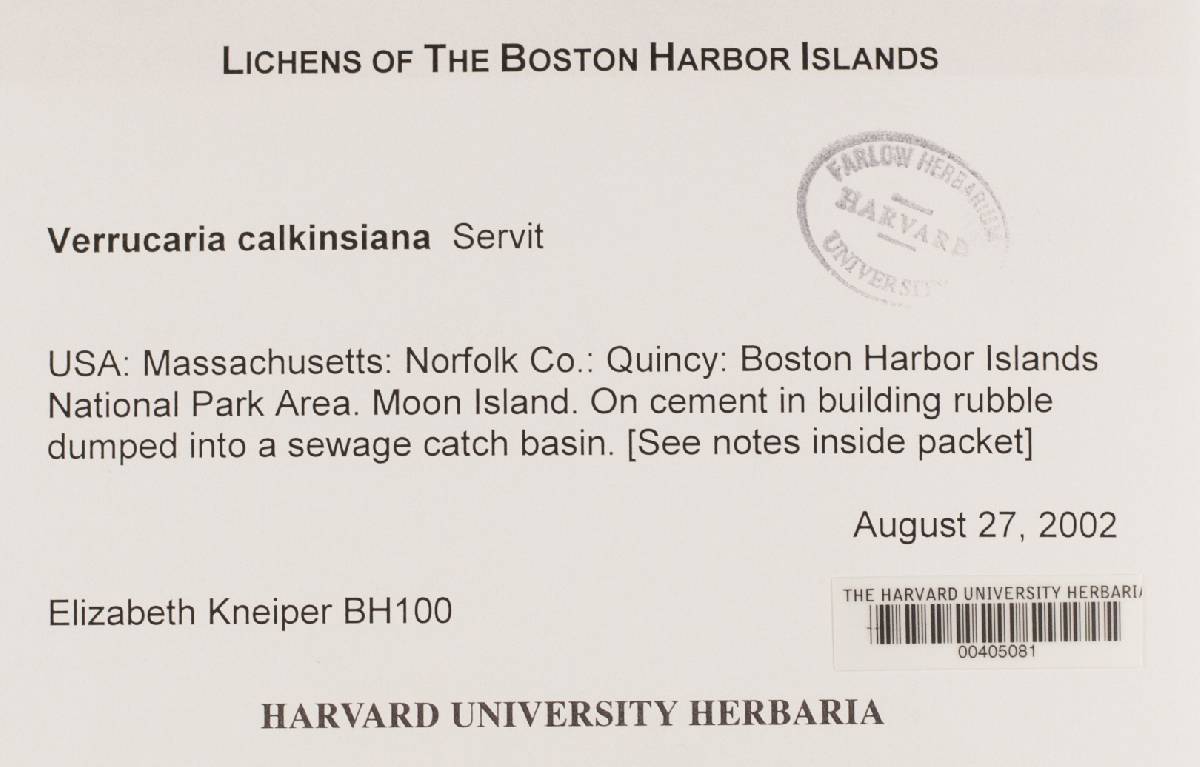 LICHENS OF THE BOSTON HARBOR ISLANDS
FARLOW HERBARIUM
HARVARD
UNIVERSITY
Verrucaria calkinsiana Servit
USA: Massachusetts: Norfolk Co.: Quincy: Boston Harbor Islands
National Park Area. Moon Island. On cement in building rubble
dumped into a sewage catch basin. [See notes inside packet]
August 27, 2002
Elizabeth Kneiper BH100
THE HARVARD UNIVERSITY HERBARIA
00405081
HARVARD UNIVERSITY HERBARIA